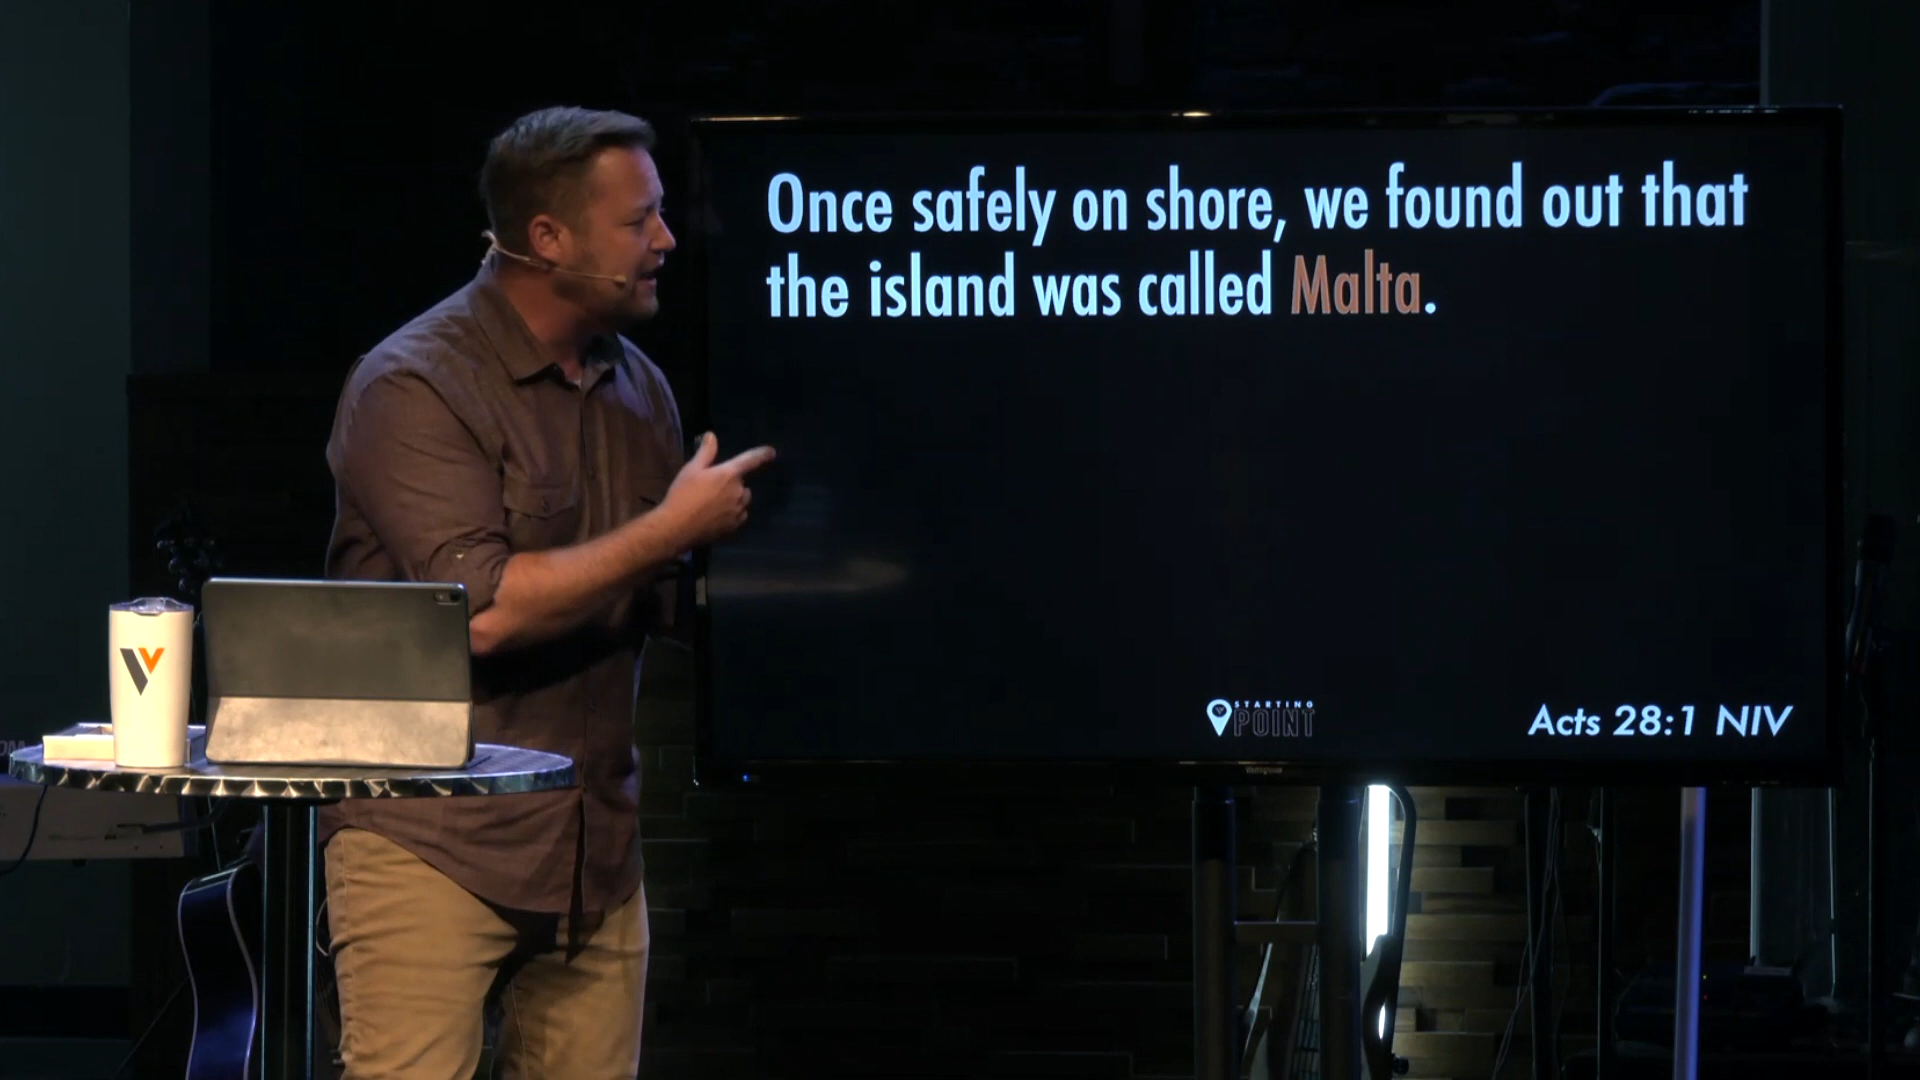 Once safely on shore, we found out that
the island was called Malta.
STARTING
POINT
Acts 28:1 NIV